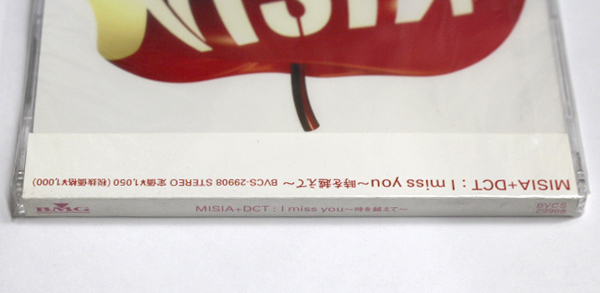 MISIA
MISIA+DCT : I miss you～時を越えて～ BVCS-29908 STEREO 定価¥1,050 (税抜価格¥1,000)
BMG
MISIA+DCT : I miss you～時を越えて～
BVCS
29908